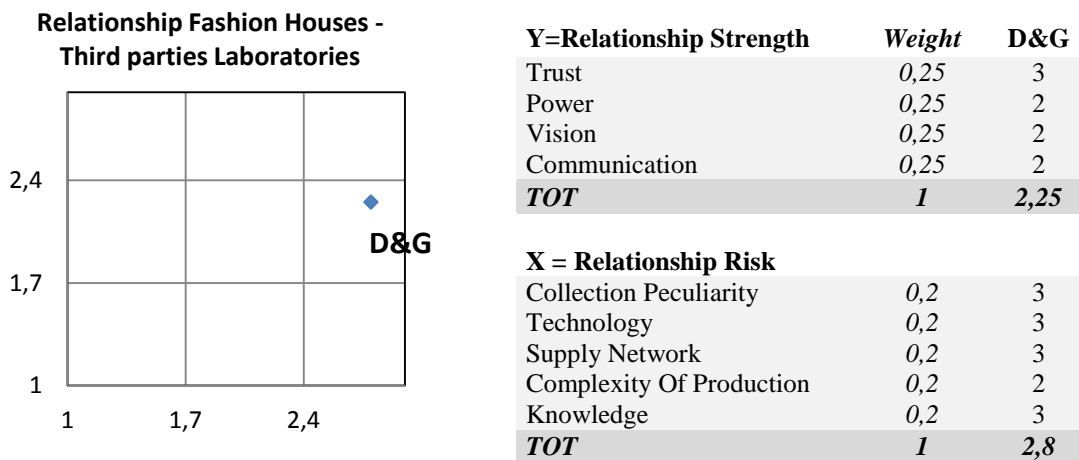 Relationship Fashion Houses -
Third parties Laboratories
2,4
1,7
1
1 1,7 2,4
D&G
Y=Relationship Strength Weight D&G
Trust 0,25 3
Power 0,25 2
Vision 0,25 2
Communication 0,25 2
TOT 1 2,25
X = Relationship Risk
Collection Peculiarity 0,2 3
Technology 0,2 3
Supply Network 0,2 3
Complexity Of Production 0,2 2
Knowledge 0,2 3
TOT 1 2,8